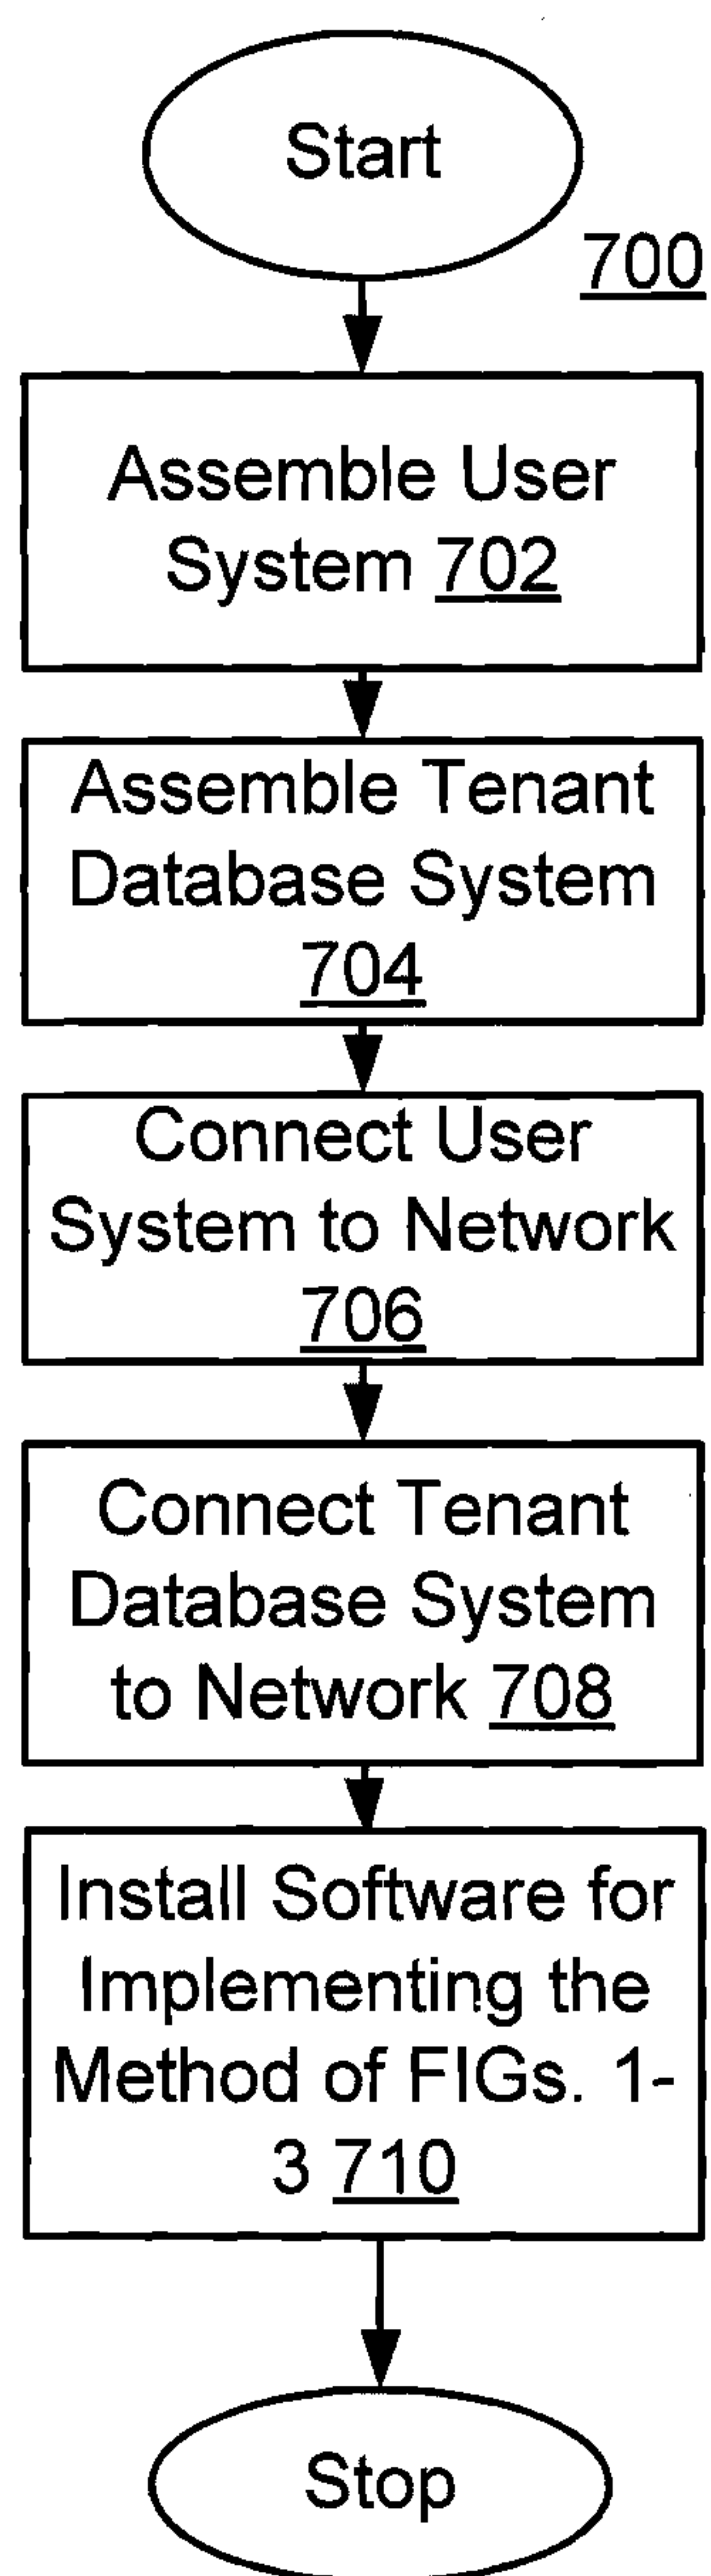 Start
700
Assemble User
System 702
Assemble Tenant
Database System
704
Connect User
System to Network
706
Connect Tenant
Database System
to Network 708
Install Software for
Implementing the
Method of FIGs. 1-
3 710
Stop